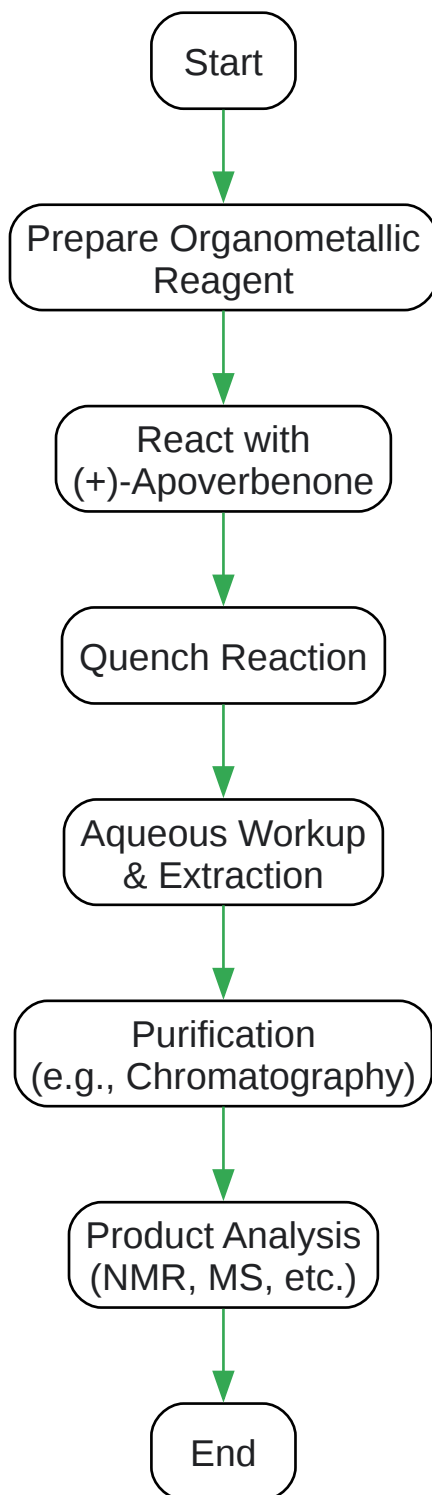 Start
Prepare Organometallic
Reagent
React with
(+)-Apoverbenone
Quench Reaction
Aqueous Workup
& Extraction
Purification
(e.g., Chromatography)
Product Analysis
(NMR, MS, etc.)
End